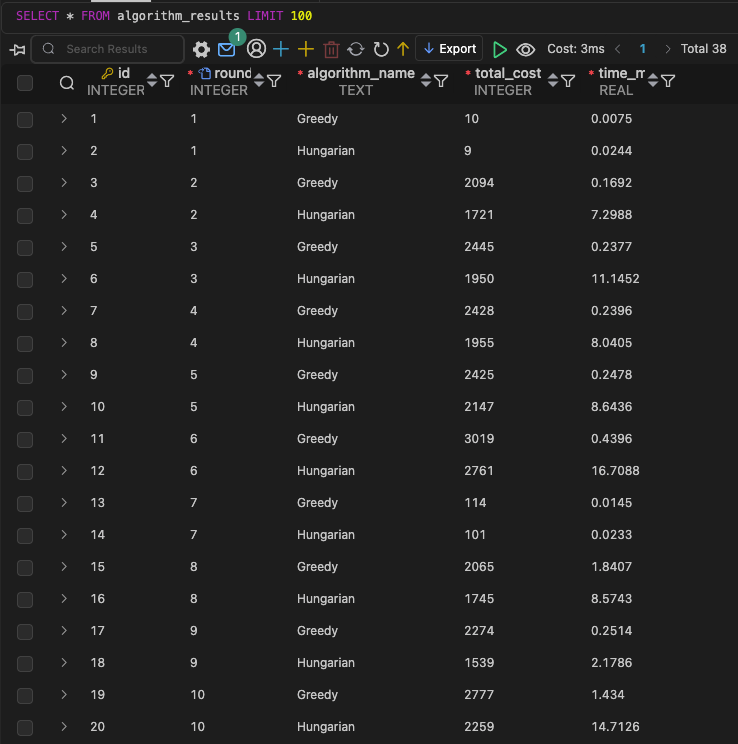 SELECT * FROM algorithm_results LIMIT 100
Search Results 1 Export Cost: 3ms 1 Total 38
* id * round * algorithm_name * total_cost * time_m
INTEGER INTEGER TEXT INTEGER REAL
1 1 Greedy 10 0.0075
2 1 Hungarian 9 0.0244
3 2 Greedy 2094 0.1692
4 2 Hungarian 1721 7.2988
5 3 Greedy 2445 0.2377
6 3 Hungarian 1950 11.1452
7 4 Greedy 2428 0.2396
8 4 Hungarian 1955 8.0405
9 5 Greedy 2425 0.2478
10 5 Hungarian 2147 8.6436
11 6 Greedy 3019 0.4396
12 6 Hungarian 2761 16.7088
13 7 Greedy 114 0.0145
14 7 Hungarian 101 0.0233
15 8 Greedy 2065 1.8407
16 8 Hungarian 1745 8.5743
17 9 Greedy 2274 0.2514
18 9 Hungarian 1539 2.1786
19 10 Greedy 2777 1.434
20 10 Hungarian 2259 14.7126